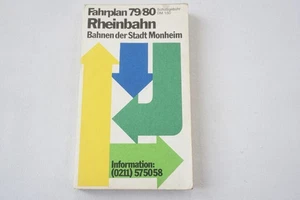 Fahrplan 79/80
Rheinbahn
Bahnen der Stadt Monheim
Information:
(0211) 575058